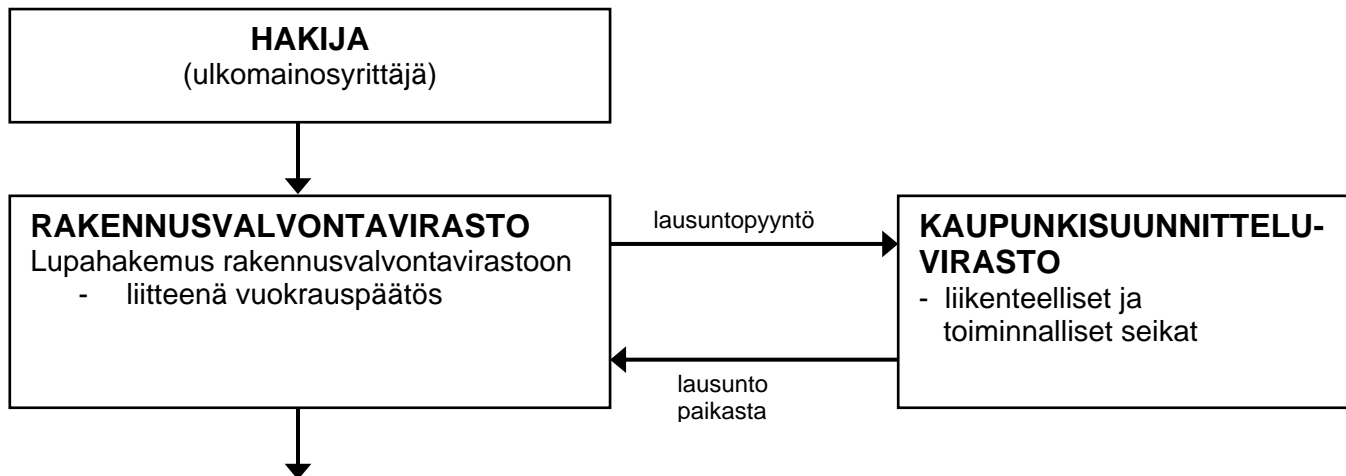 HAKIJA
(ulkomainosyrittäjä)
RAKENNUSVALVONTAVIRASTO
Lupahakemus rakennusvalvontavirastoon
- liitteenä vuokrauspäätös
lausuntopyyntö
KAUPUNKISUUNNITTELU-
VIRASTO
- liikenteelliset ja
toiminnalliset seikat
lausunto
paikasta